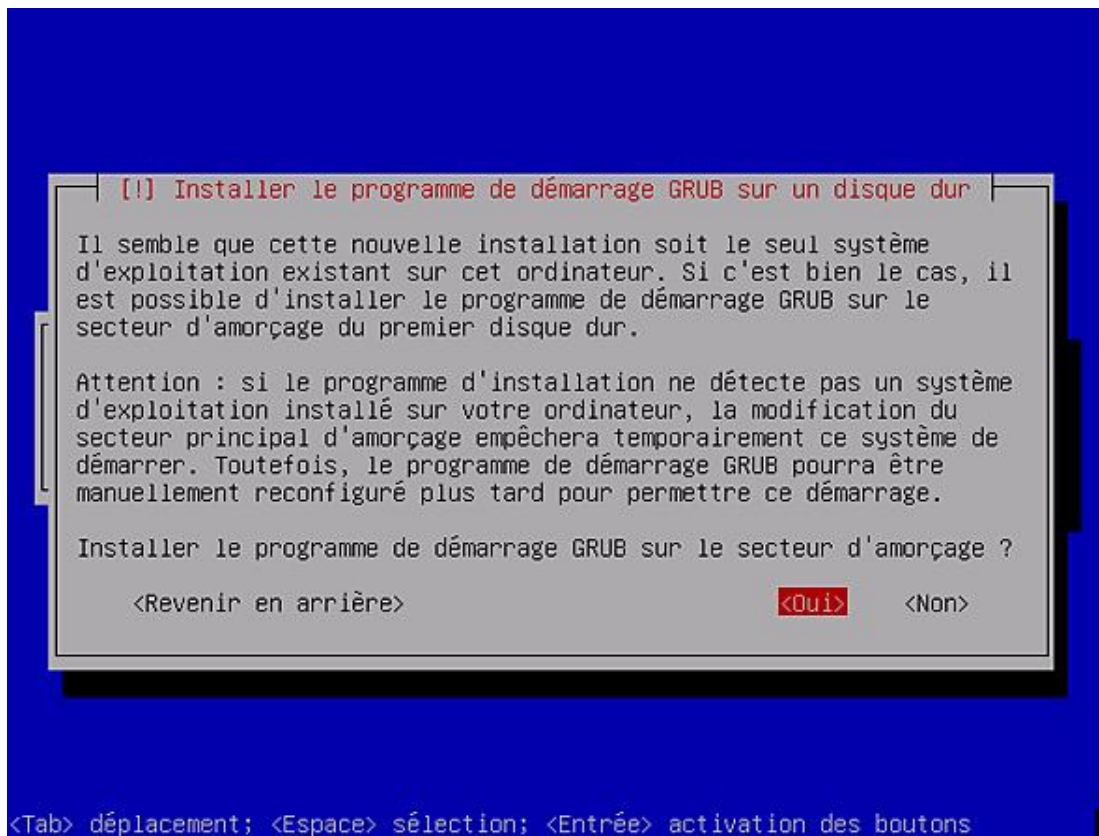 [!] Installer le programme de démarrage GRUB sur un disque dur
Il semble que cette nouvelle installation soit le seul système
d'exploitation existant sur cet ordinateur. Si c'est bien le cas, il
est possible d'installer le programme de démarrage GRUB sur le
secteur d'amorçage du premier disque dur.
Attention : si le programme d'installation ne détecte pas un système
d'exploitation installé sur votre ordinateur, la modification du
secteur principal d'amorçage empêchera temporairement ce système de
démarrer. Toutefois, le programme de démarrage GRUB pourra être
manuellement reconfiguré plus tard pour permettre ce démarrage.
Installer le programme de démarrage GRUB sur le secteur d'amorçage ?
<Revenir en arrière> <Oui> <Non>
<Tab> déplacement; <Espace> sélection; <Entrée> activation des boutons